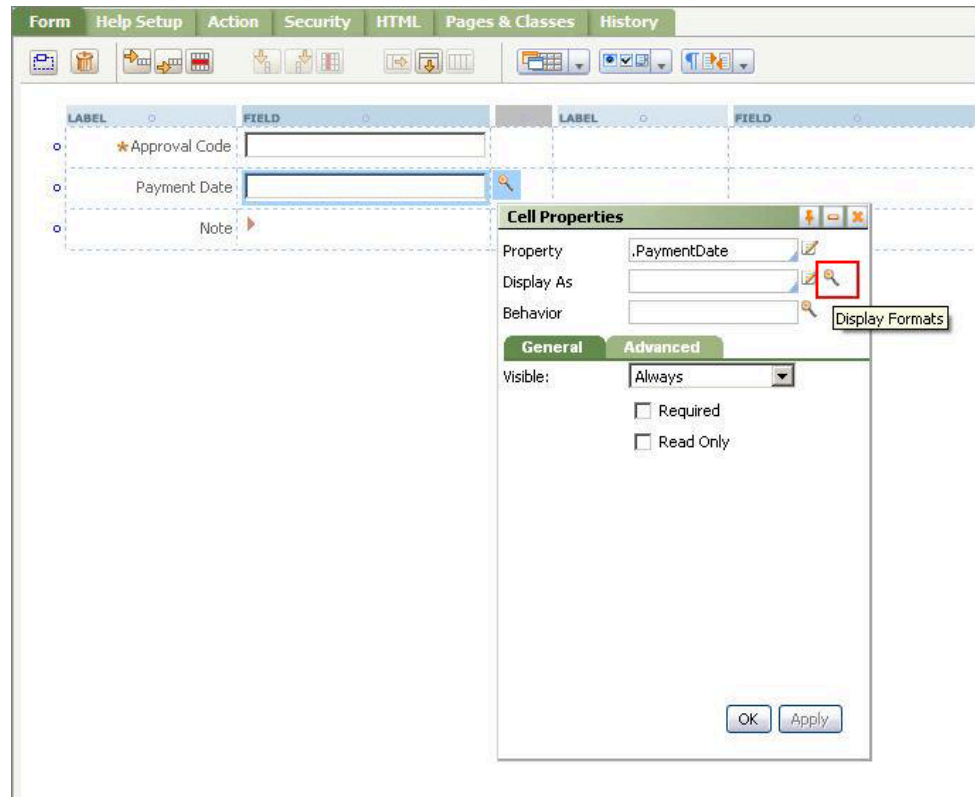 Form Help Setup Action Security HTML Pages & Classes History
LABEL FIELD LABEL FIELD
*Approval Code
Payment Date
Note
Cell Properties
Property .PaymentDate
Display As
Behavior
Display Formats
General Advanced
Visible: Always
Required
Read Only
OK Apply